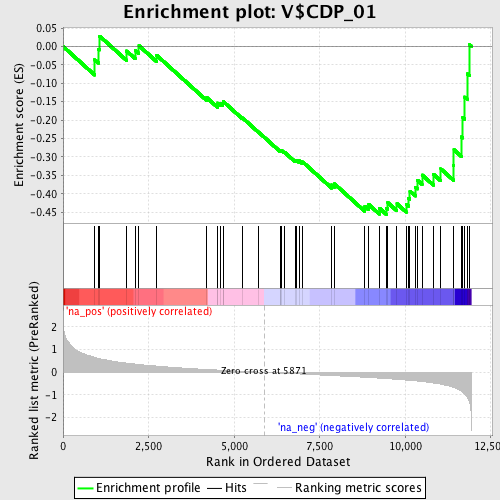 Enrichment plot: V$CDP_01
Enrichment score (ES)
0.05
0.00
-0.05
-0.10
-0.15
-0.20
-0.25
-0.30
-0.35
-0.40
-0.45
'na_pos' (positively correlated)
Ranked list metric (PreRanked)
2
1
0
-1
-2
Zero cross at 5871
'na_neg' (negatively correlated)
0
2,500
5,000
7,500
10,000
12,500
Rank in Ordered Dataset
Enrichment profile
Hits
Ranking metric scores